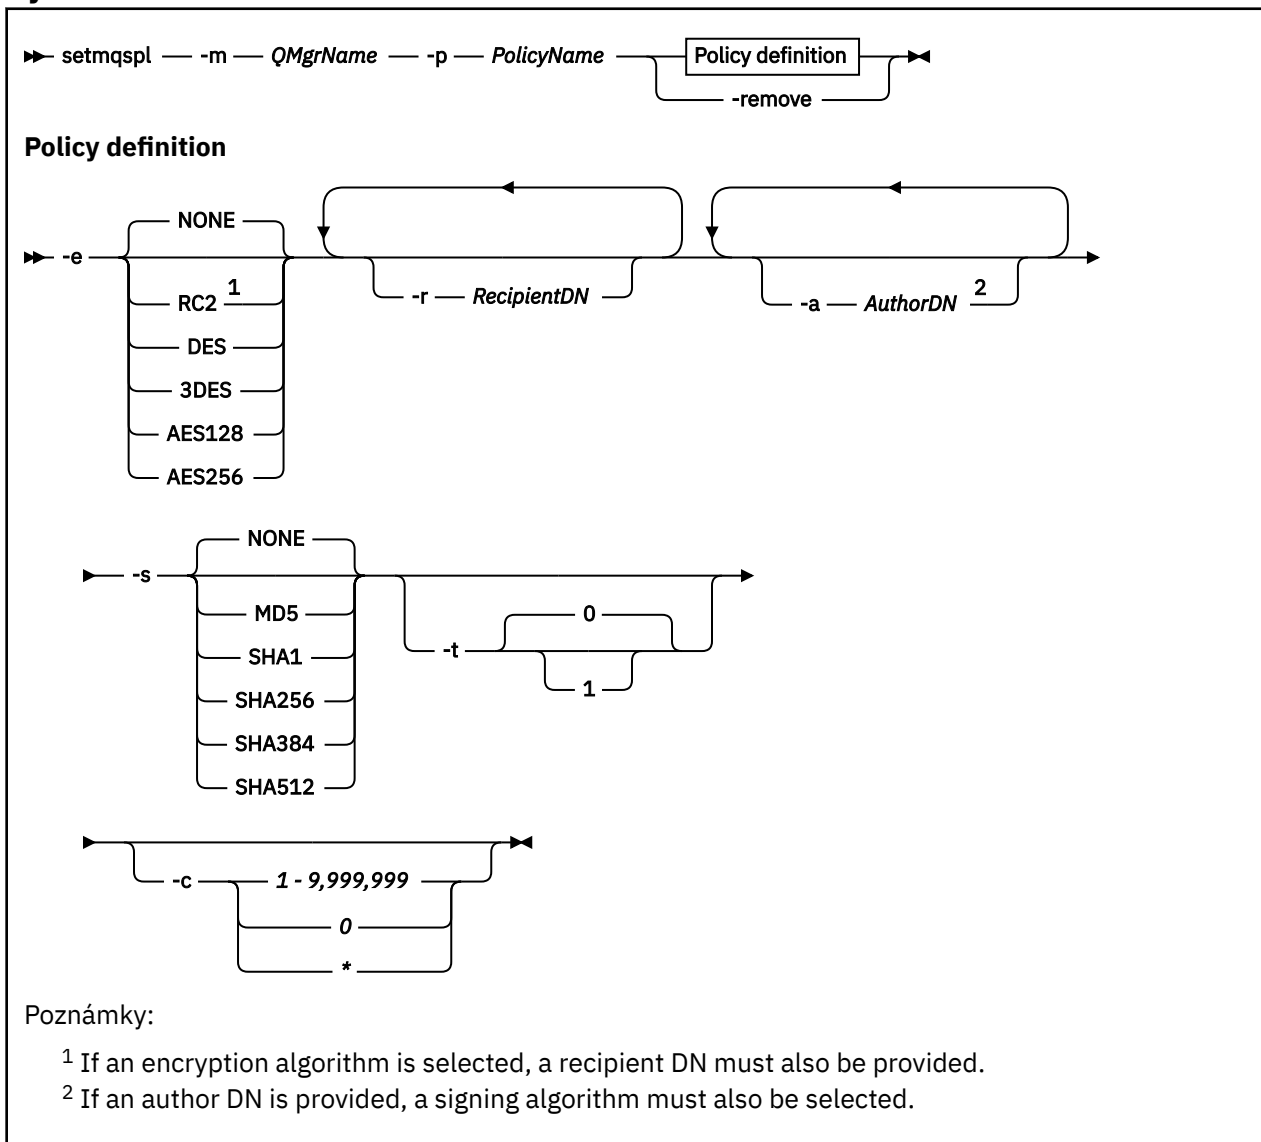 setmqspl -m QMgrName -p PolicyName Policy definition
-remove
Policy definition
NONE
-e
RC2 1
DES
3DES
AES128
AES256
-r RecipientDN
-a AuthorDN 2
NONE
-s
MD5
SHA1
SHA256
SHA384
SHA512
0
-t
1
-c 1 - 9,999,999
0
*
Poznámky:
1 If an encryption algorithm is selected, a recipient DN must also be provided.
2 If an author DN is provided, a signing algorithm must also be selected.